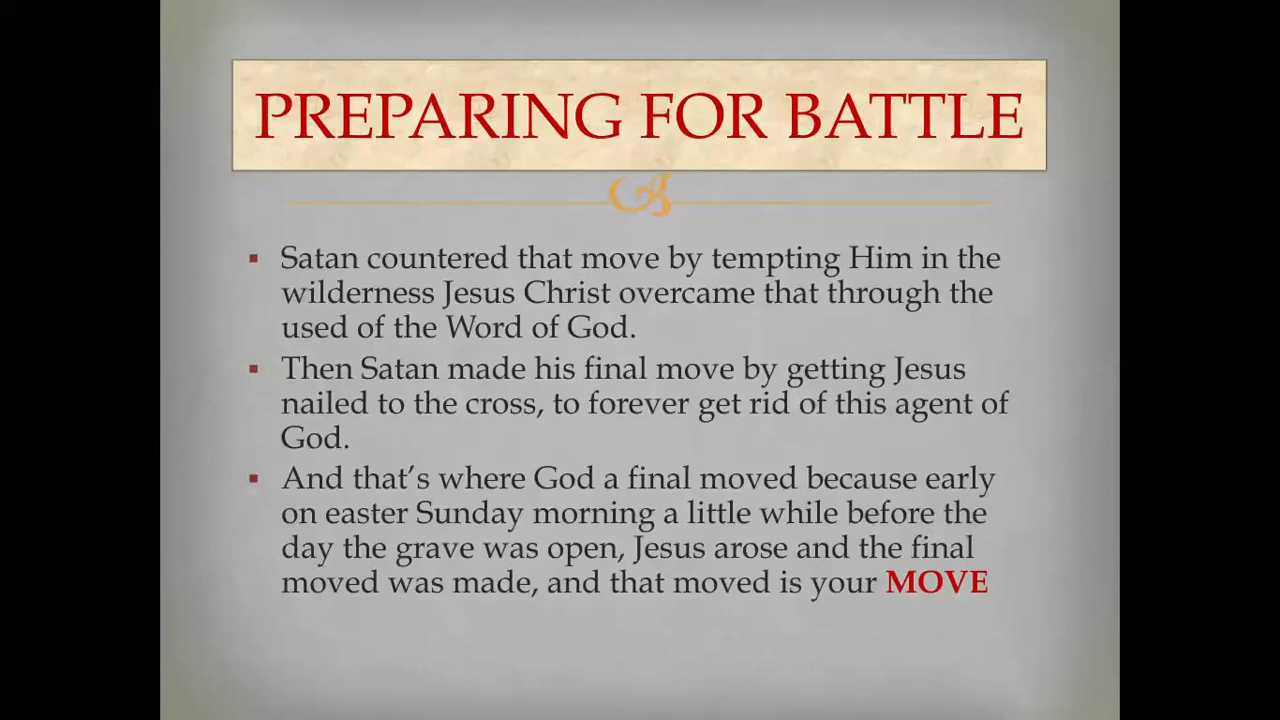 PREPARING FOR BATTLE
▪ Satan countered that move by tempting Him in the
wilderness Jesus Christ overcame that through the
used of the Word of God.
▪ Then Satan made his final move by getting Jesus
nailed to the cross, to forever get rid of this agent of
God.
▪ And that’s where God a final moved because early
on easter Sunday morning a little while before the
day the grave was open, Jesus arose and the final
moved was made, and that moved is your MOVE